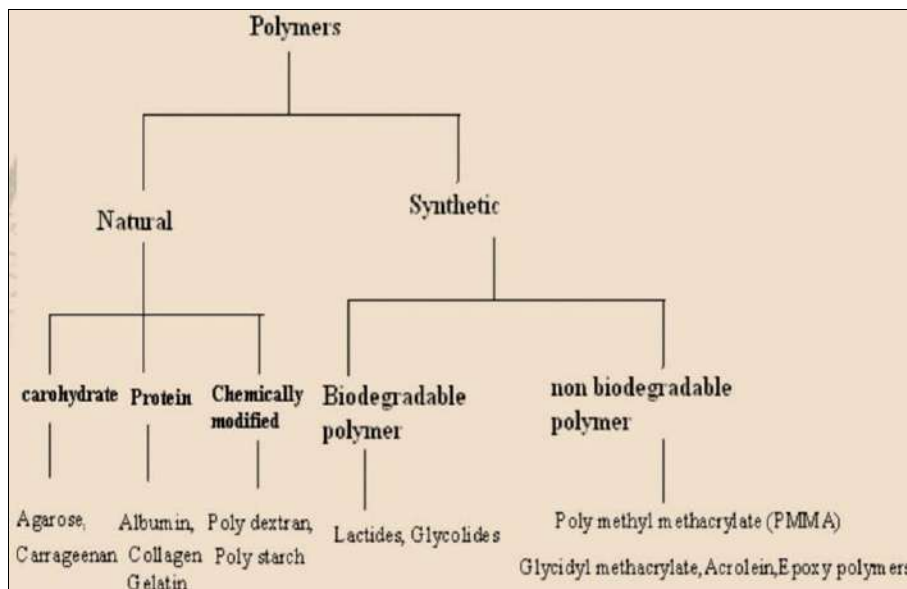 Polymers
Natural
Synthetic
carohydrate
Protein
Chemically
modified
Biodegradable
polymer
non biodegradable
polymer
Agarose,
Carrageenan
Albumin,
Collagen
Gelatin
Poly dextran,
Poly starch
Lactides, Glycolides
Poly methyl methacrylate (PMMA)
Glycidyl methacrylate, Acrolein,Epoxy polymers